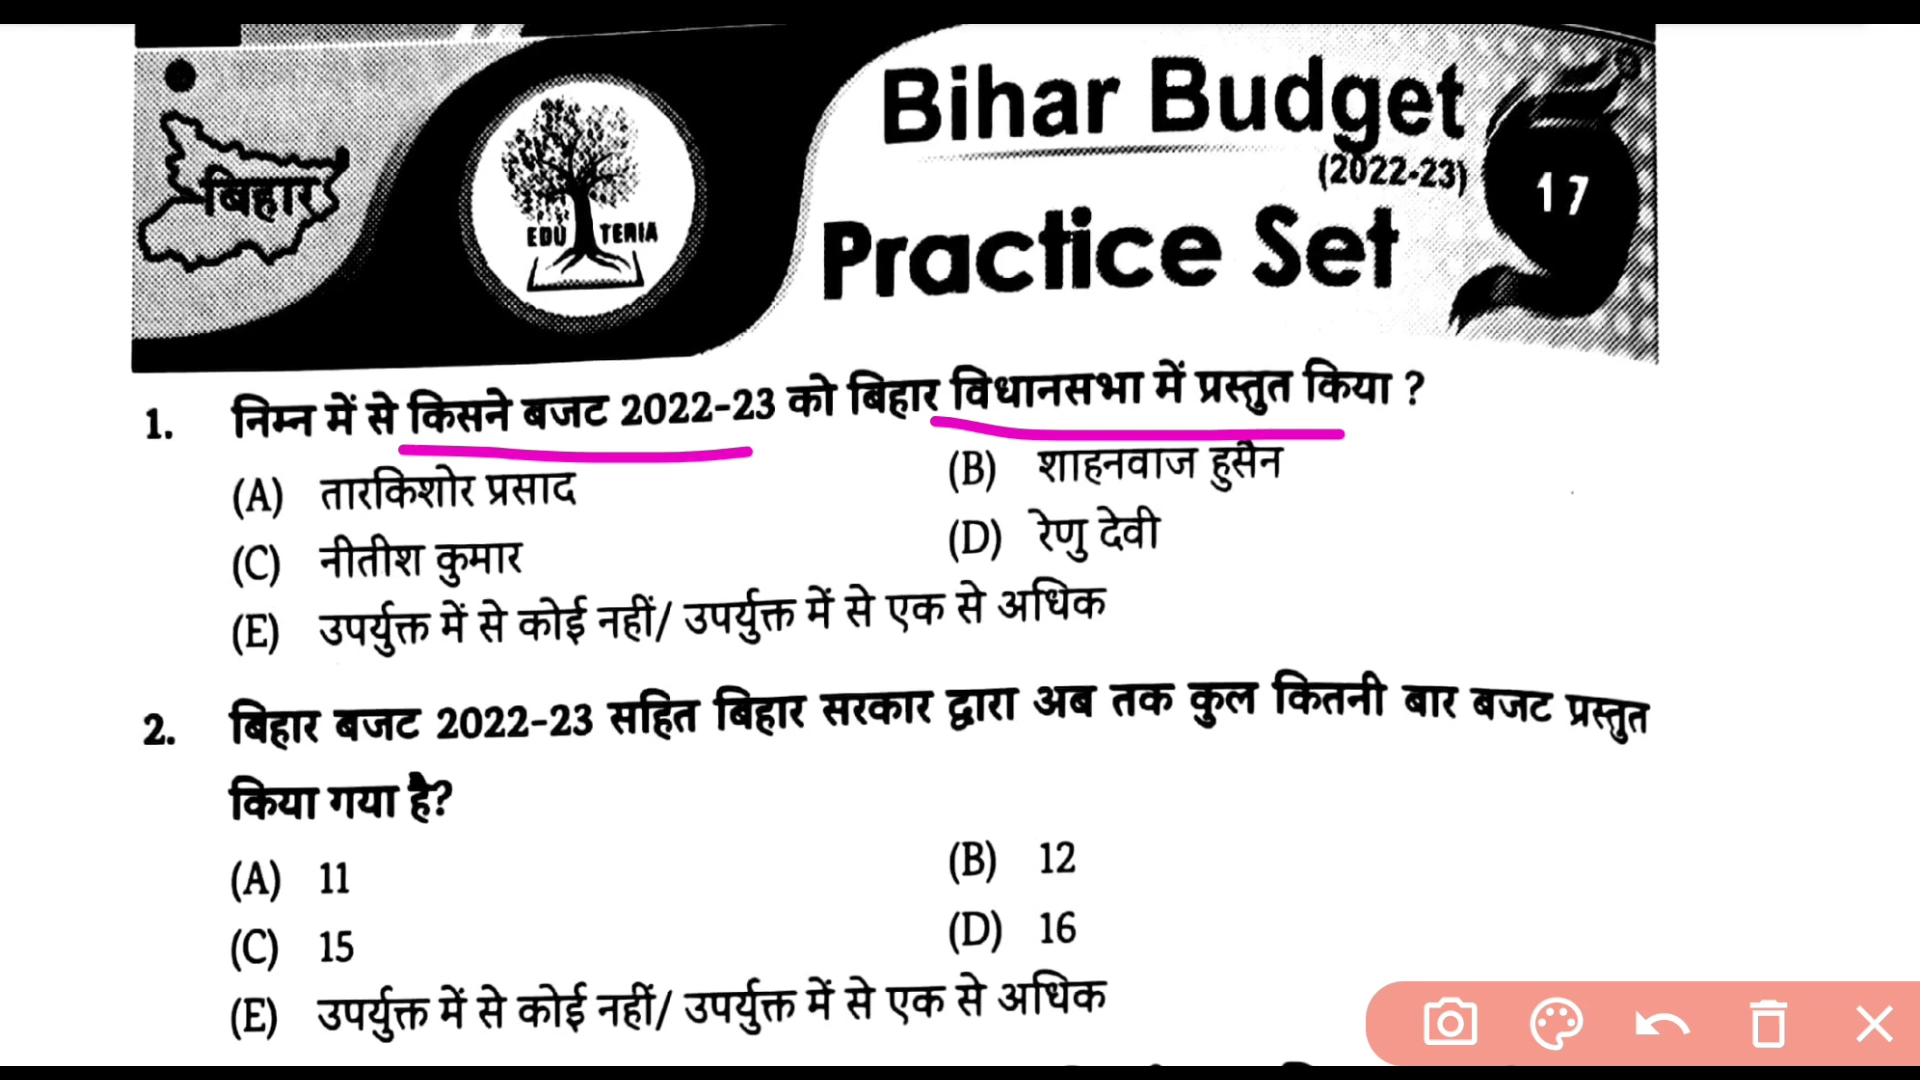 Bihar Budget
(2022-23)
17
बिहार
EDU TERIA
Practice Set
1. निम्न में से किसने बजट 2022-23 को बिहार विधानसभा में प्रस्तुत किया ?
(A) तारकिशोर प्रसाद (B) शाहनवाज हुसैन
(C) नीतीश कुमार (D) रेणु देवी
(E) उपर्युक्त में से कोई नहीं/ उपर्युक्त में से एक से अधिक
2. बिहार बजट 2022-23 सहित बिहार सरकार द्वारा अब तक कुल कितनी बार बजट प्रस्तुत
किया गया है?
(A) 11 (B) 12
(C) 15 (D) 16
(E) उपर्युक्त में से कोई नहीं/ उपर्युक्त में से एक से अधिक